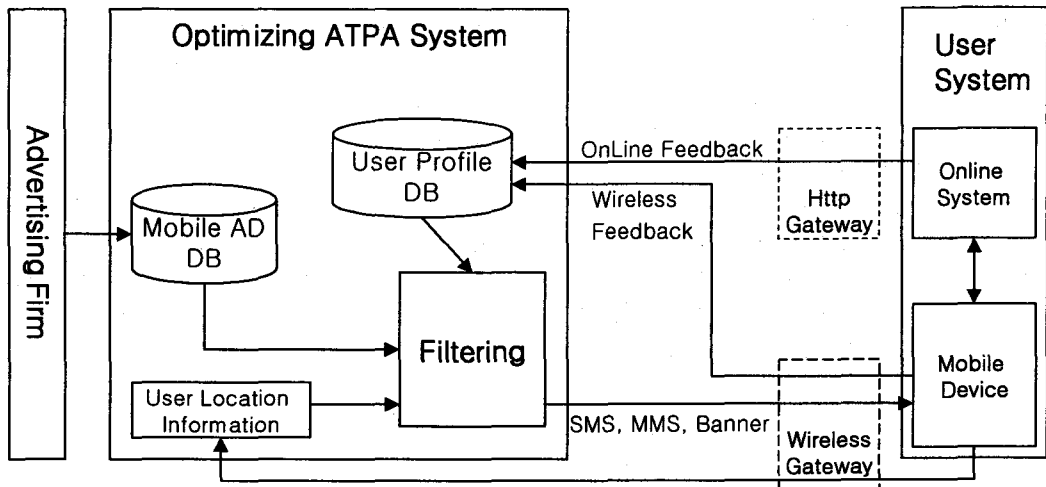 Advertising Firm
Optimizing ATPA System
User Profile
DB
Mobile AD
DB
Filtering
User Location
Information
OnLine Feedback
Wireless
Feedback
SMS, MMS, Banner
Http
Gateway
Wireless
Gateway
User
System
Online
System
Mobile
Device